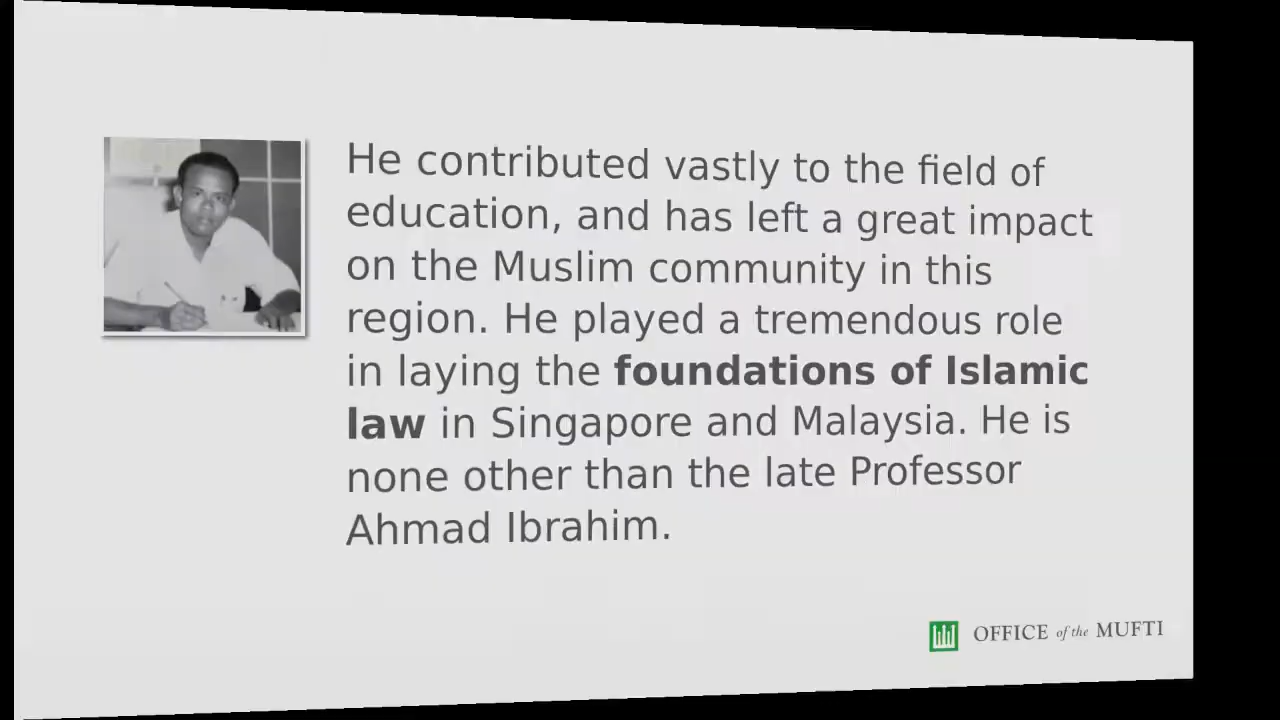 He contributed vastly to the field of
education, and has left a great impact
on the Muslim community in this
region. He played a tremendous role
in laying the foundations of Islamic
law in Singapore and Malaysia. He is
none other than the late Professor
Ahmad Ibrahim.
OFFICE of the MUFTI